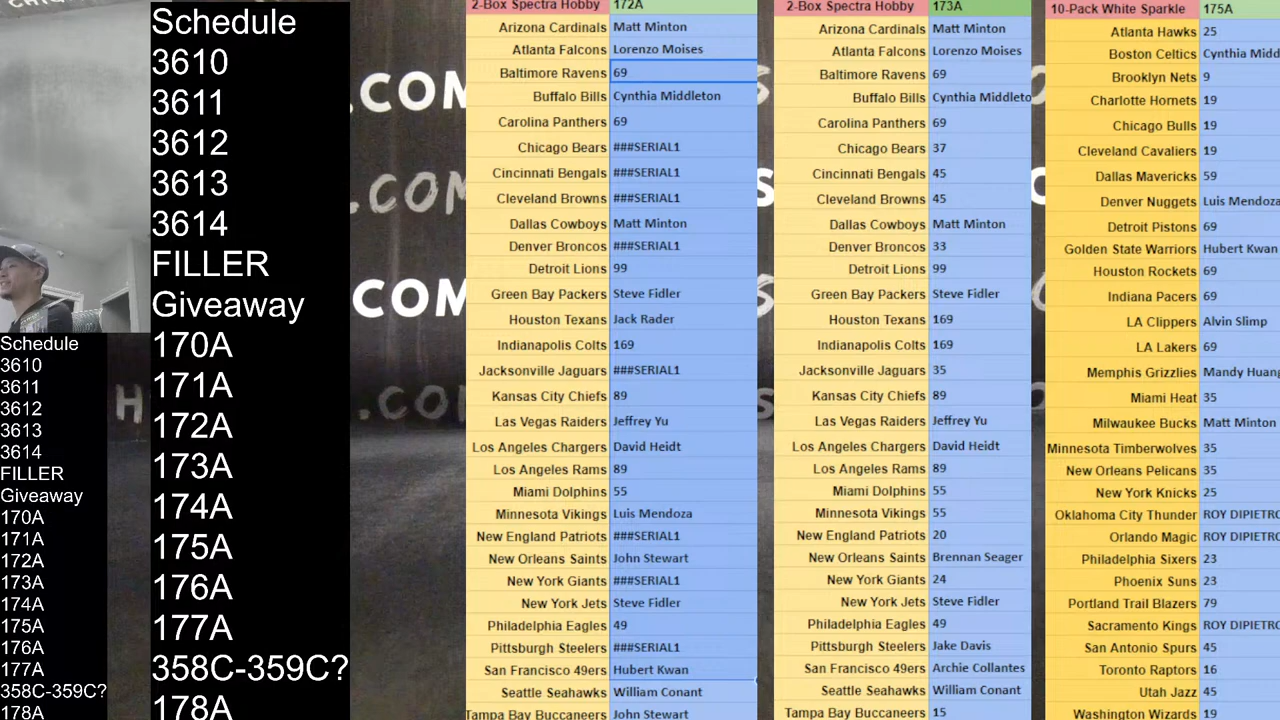 Schedule
3610
3611
3612
3613
3614
FILLER
Giveaway
170A
171A
172A
173A
174A
175A
176A
177A
358C-359C?
178A
Schedule
3610
3611
3612
3613
3614
FILLER
Giveaway
170A
171A
172A
173A
174A
175A
176A
177A
358C-359C?
178A
.COM
.COM
.COM
.COM
2-Box Spectra Hobby 172A
Arizona Cardinals Matt Minton
Atlanta Falcons Lorenzo Moises
Baltimore Ravens 69
Buffalo Bills Cynthia Middleton
Carolina Panthers 69
Chicago Bears ###SERIAL1
Cincinnati Bengals ###SERIAL1
Cleveland Browns ###SERIAL1
Dallas Cowboys Matt Minton
Denver Broncos ###SERIAL1
Detroit Lions 99
Green Bay Packers Steve Fidler
Houston Texans Jack Rader
Indianapolis Colts 169
Jacksonville Jaguars ###SERIAL1
Kansas City Chiefs 89
Las Vegas Raiders Jeffrey Yu
Los Angeles Chargers David Heidt
Los Angeles Rams 89
Miami Dolphins 55
Minnesota Vikings Luis Mendoza
New England Patriots ###SERIAL1
New Orleans Saints John Stewart
New York Giants ###SERIAL1
New York Jets Steve Fidler
Philadelphia Eagles 49
Pittsburgh Steelers ###SERIAL1
San Francisco 49ers Hubert Kwan
Seattle Seahawks William Conant
Tampa Bay Buccaneers John Stewart
2-Box Spectra Hobby 173A
Arizona Cardinals Matt Minton
Atlanta Falcons Lorenzo Moises
Baltimore Ravens 69
Buffalo Bills Cynthia Middleto
Carolina Panthers 69
Chicago Bears 37
Cincinnati Bengals 45
Cleveland Browns 45
Dallas Cowboys Matt Minton
Denver Broncos 33
Detroit Lions 99
Green Bay Packers Steve Fidler
Houston Texans 169
Indianapolis Colts 169
Jacksonville Jaguars 35
Kansas City Chiefs 89
Las Vegas Raiders Jeffrey Yu
Los Angeles Chargers David Heidt
Los Angeles Rams 89
Miami Dolphins 55
Minnesota Vikings 55
New England Patriots 20
New Orleans Saints Brennan Seager
New York Giants 24
New York Jets Steve Fidler
Philadelphia Eagles 49
Pittsburgh Steelers Jake Davis
San Francisco 49ers Archie Collantes
Seattle Seahawks William Conant
Tampa Bay Buccaneers 15
10-Pack White Sparkle 175A
Atlanta Hawks 25
Boston Celtics Cynthia Midd
Brooklyn Nets 9
Charlotte Hornets 19
Chicago Bulls 19
Cleveland Cavaliers 19
Dallas Mavericks 59
Denver Nuggets Luis Mendoza
Detroit Pistons 69
Golden State Warriors Hubert Kwan
Houston Rockets 69
Indiana Pacers 69
LA Clippers Alvin Slimp
LA Lakers 69
Memphis Grizzlies Mandy Huang
Miami Heat 35
Milwaukee Bucks Matt Minton
Minnesota Timberwolves 35
New Orleans Pelicans 35
New York Knicks 25
Oklahoma City Thunder ROY DIPIETRO
Orlando Magic ROY DIPIETRO
Philadelphia Sixers 23
Phoenix Suns 23
Portland Trail Blazers 79
Sacramento Kings ROY DIPIETRO
San Antonio Spurs 45
Toronto Raptors 16
Utah Jazz 45
Washington Wizards 19